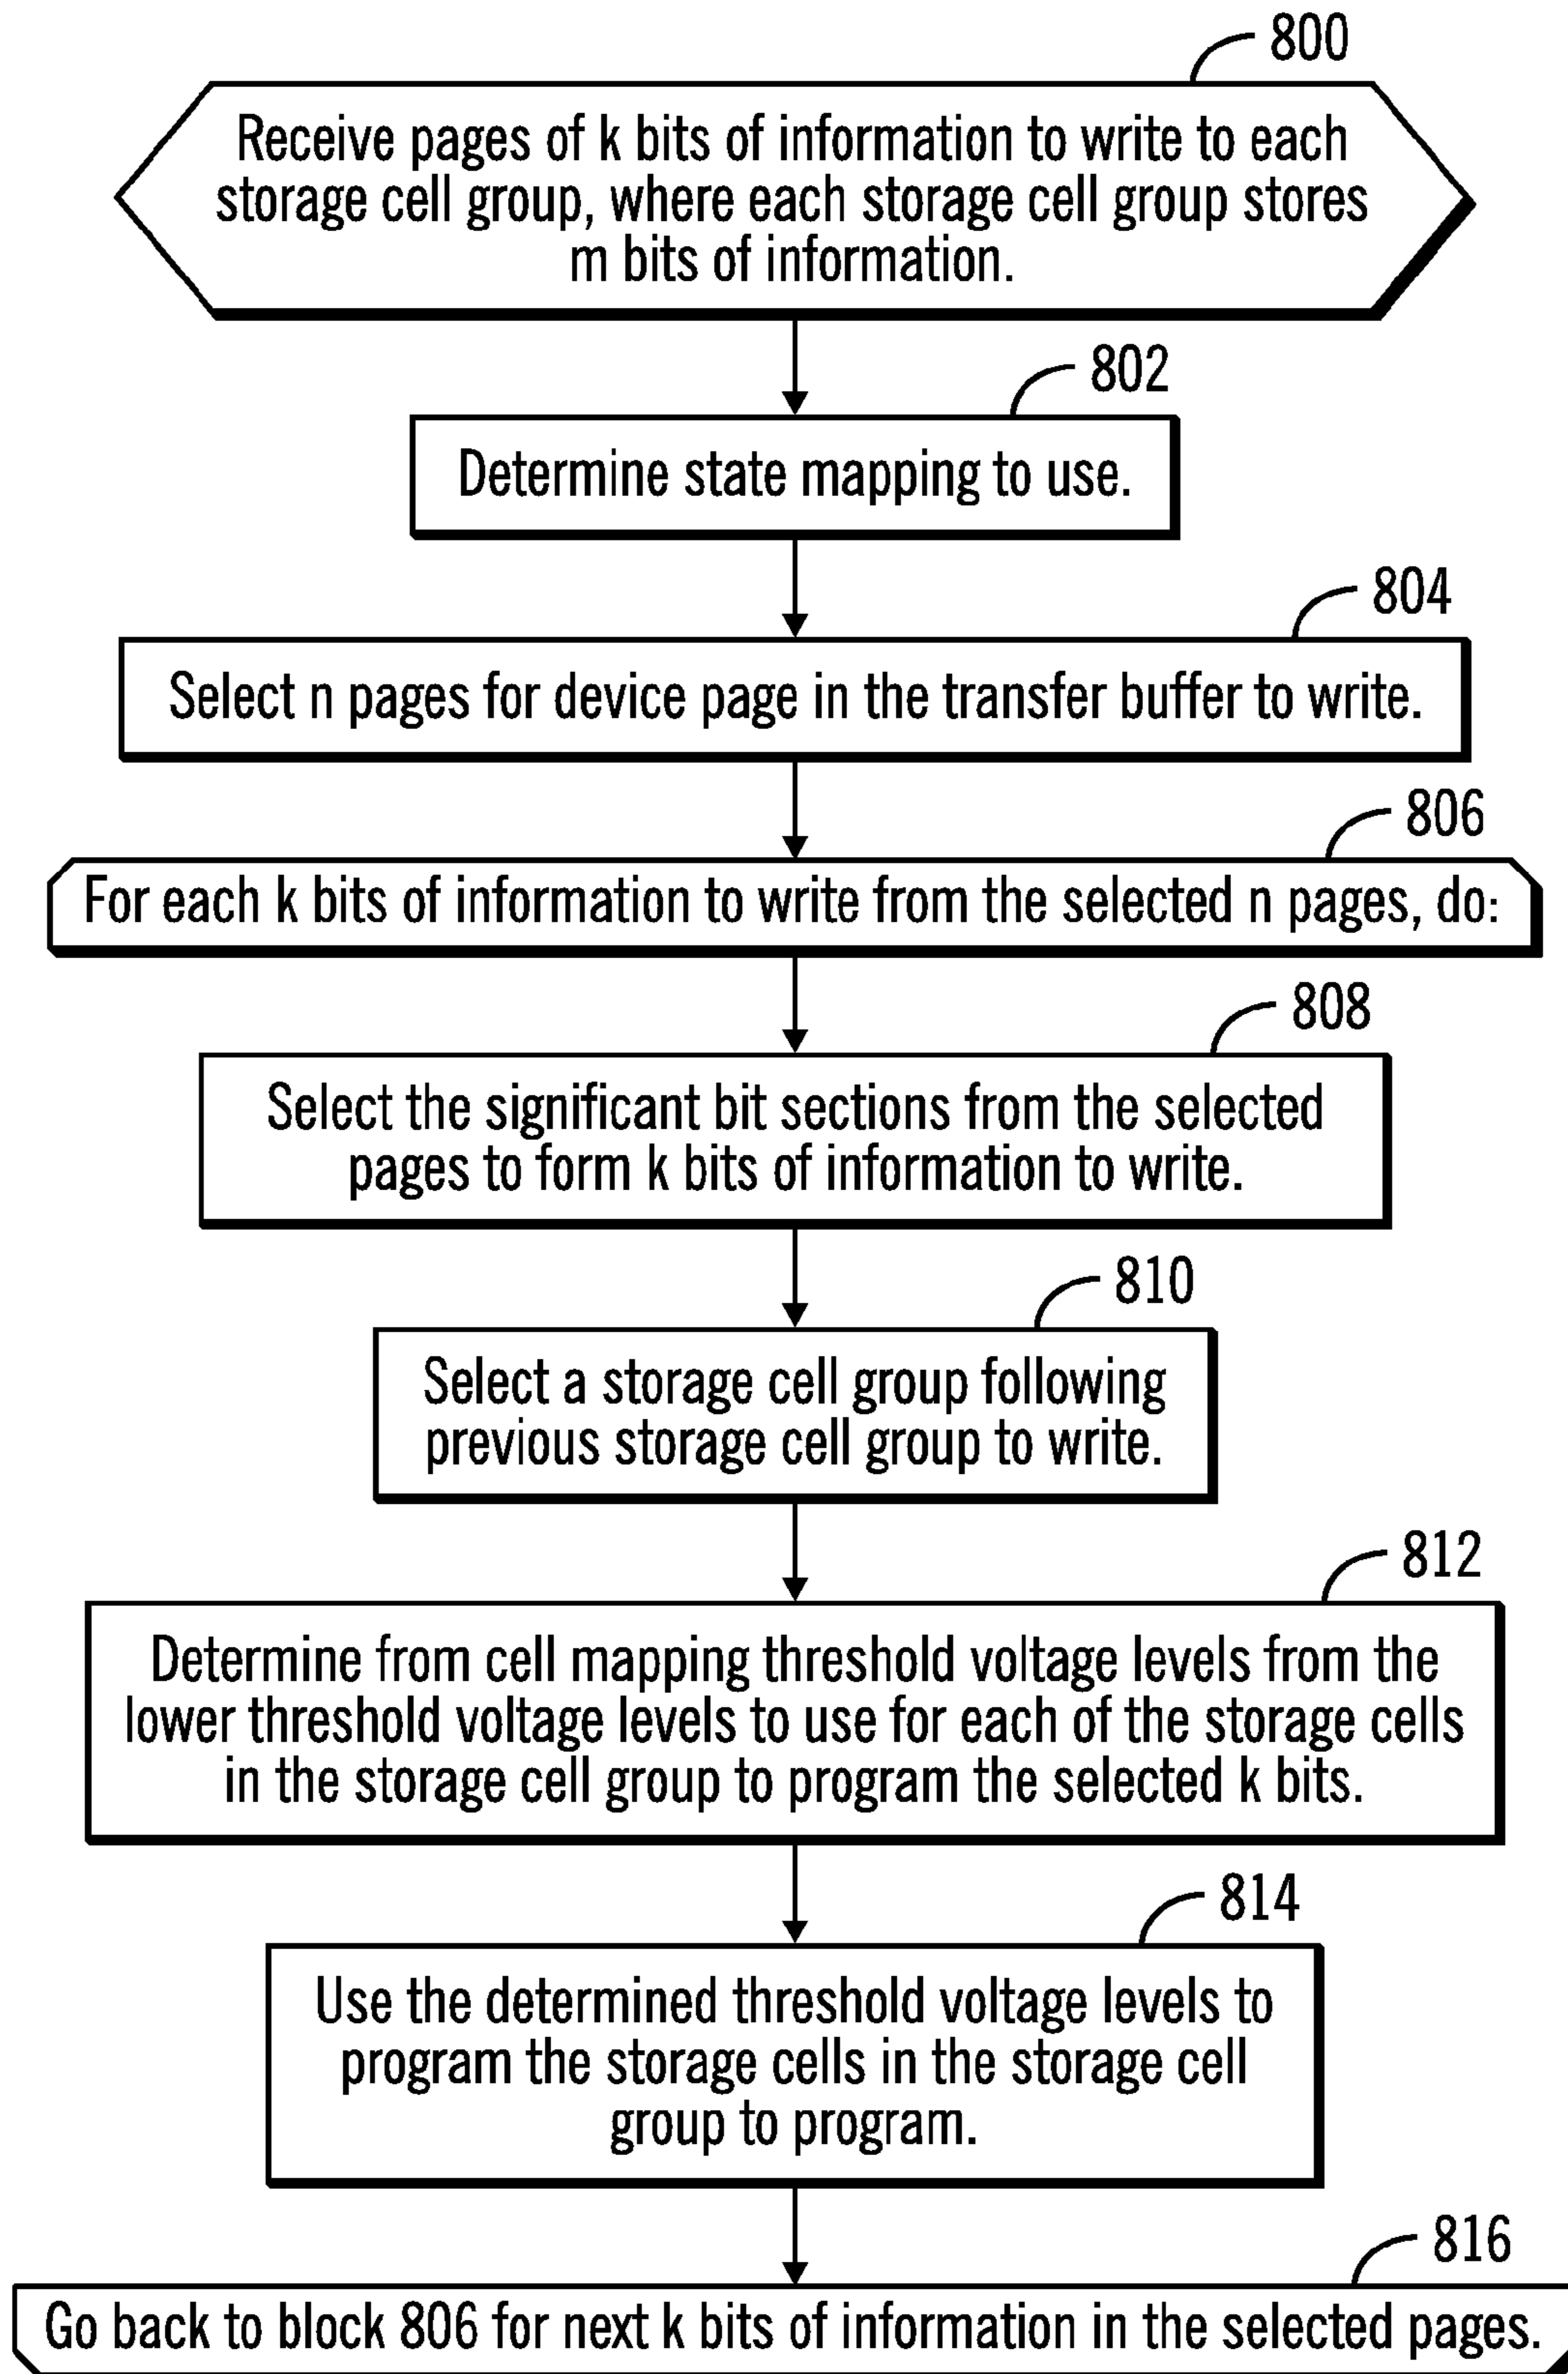 800
Receive pages of k bits of information to write to each
storage cell group, where each storage cell group stores
m bits of information.
802
Determine state mapping to use.
804
Select n pages for device page in the transfer buffer to write.
806
For each k bits of information to write from the selected n pages, do:
808
Select the significant bit sections from the selected
pages to form k bits of information to write.
810
Select a storage cell group following
previous storage cell group to write.
812
Determine from cell mapping threshold voltage levels from the
lower threshold voltage levels to use for each of the storage cells
in the storage cell group to program the selected k bits.
814
Use the determined threshold voltage levels to
program the storage cells in the storage cell
group to program.
816
Go back to block 806 for next k bits of information in the selected pages.